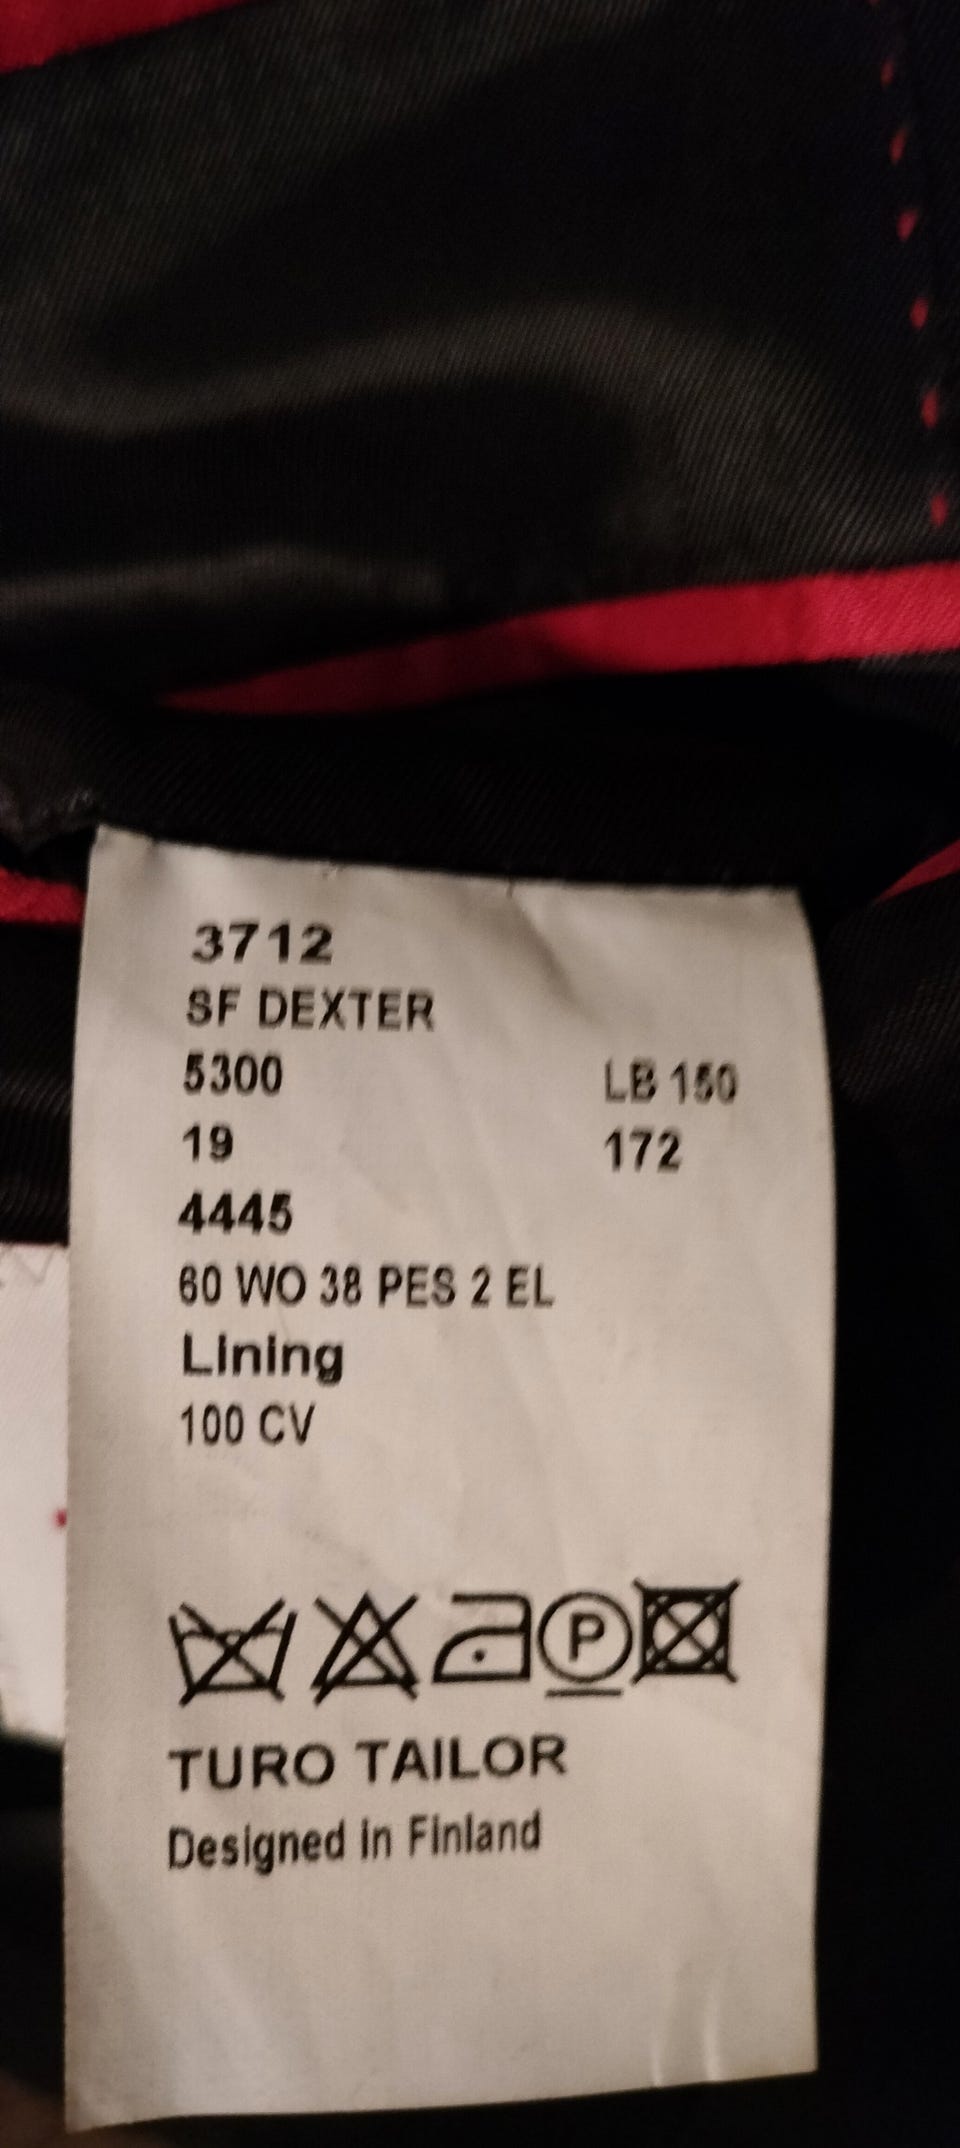 3712
SF DEXTER
5300 LB 150
19 172
4445
60 WO 38 PES 2 EL
Lining
100 CV
P
TURO TAILOR
Designed in Finland